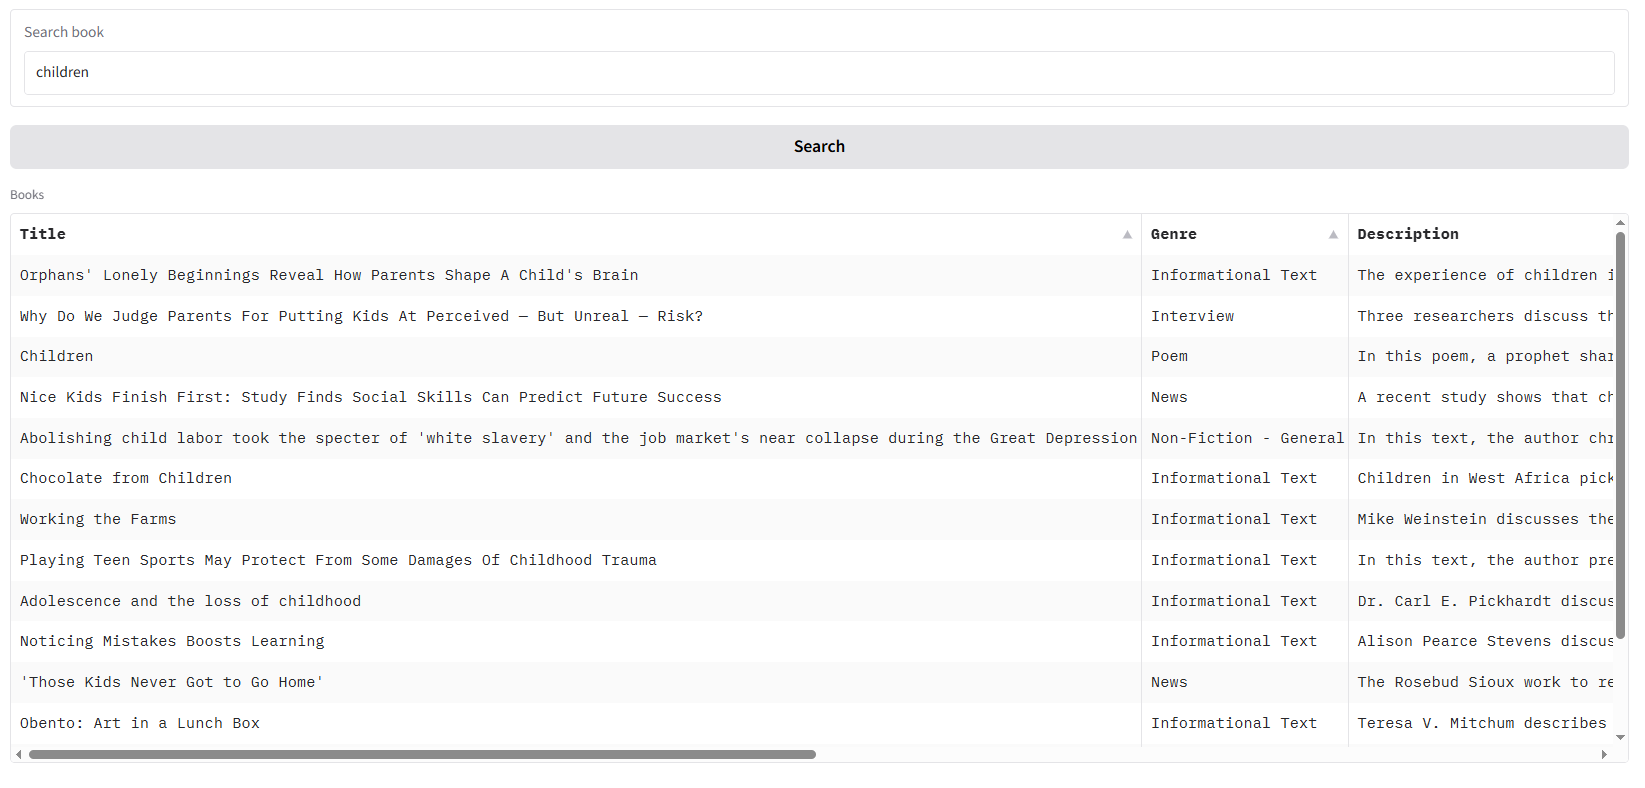 Search book
children
Search
Books
Title Genre Description
Orphans' Lonely Beginnings Reveal How Parents Shape A Child's Brain Informational Text The experience of children
Why Do We Judge Parents For Putting Kids At Perceived — But Unreal — Risk? Interview Three researchers discuss
Children Poem In this poem, a prophet
Nice Kids Finish First: Study Finds Social Skills Can Predict Future Success News A recent study shows that
Abolishing child labor took the specter of 'white slavery' and the job market's near collapse during the Great Depression Non-Fiction - General In this text, the author
Chocolate from Children Informational Text Children in West Africa pick
Working the Farms Informational Text Mike Weinstein discusses the
Playing Teen Sports May Protect From Some Damages Of Childhood Trauma Informational Text In this text, the author
Adolescence and the loss of childhood Informational Text Dr. Carl E. Pickhardt
Noticing Mistakes Boosts Learning Informational Text Alison Pearce Stevens
'Those Kids Never Got to Go Home' News The Rosebud Sioux work to
Obento: Art in a Lunch Box Informational Text Teresa V. Mitchum describes